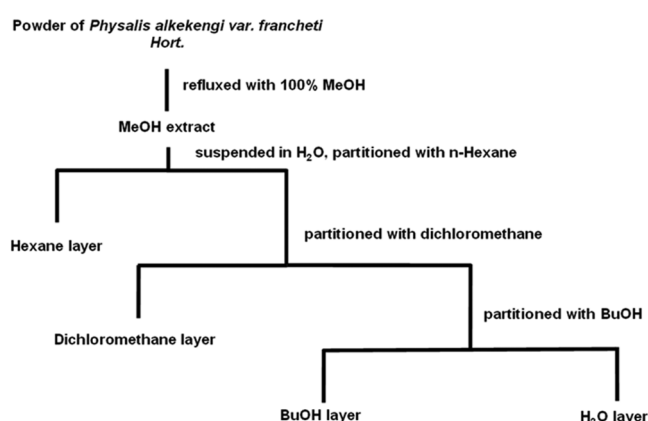 Powder of Physalis alkekengi var. francheti
Hort.
refluxed with 100% MeOH
MeOH extract
suspended in H₂O, partitioned with n-Hexane
Hexane layer
partitioned with dichloromethane
Dichloromethane layer
partitioned with BuOH
BuOH layer
H₂O layer